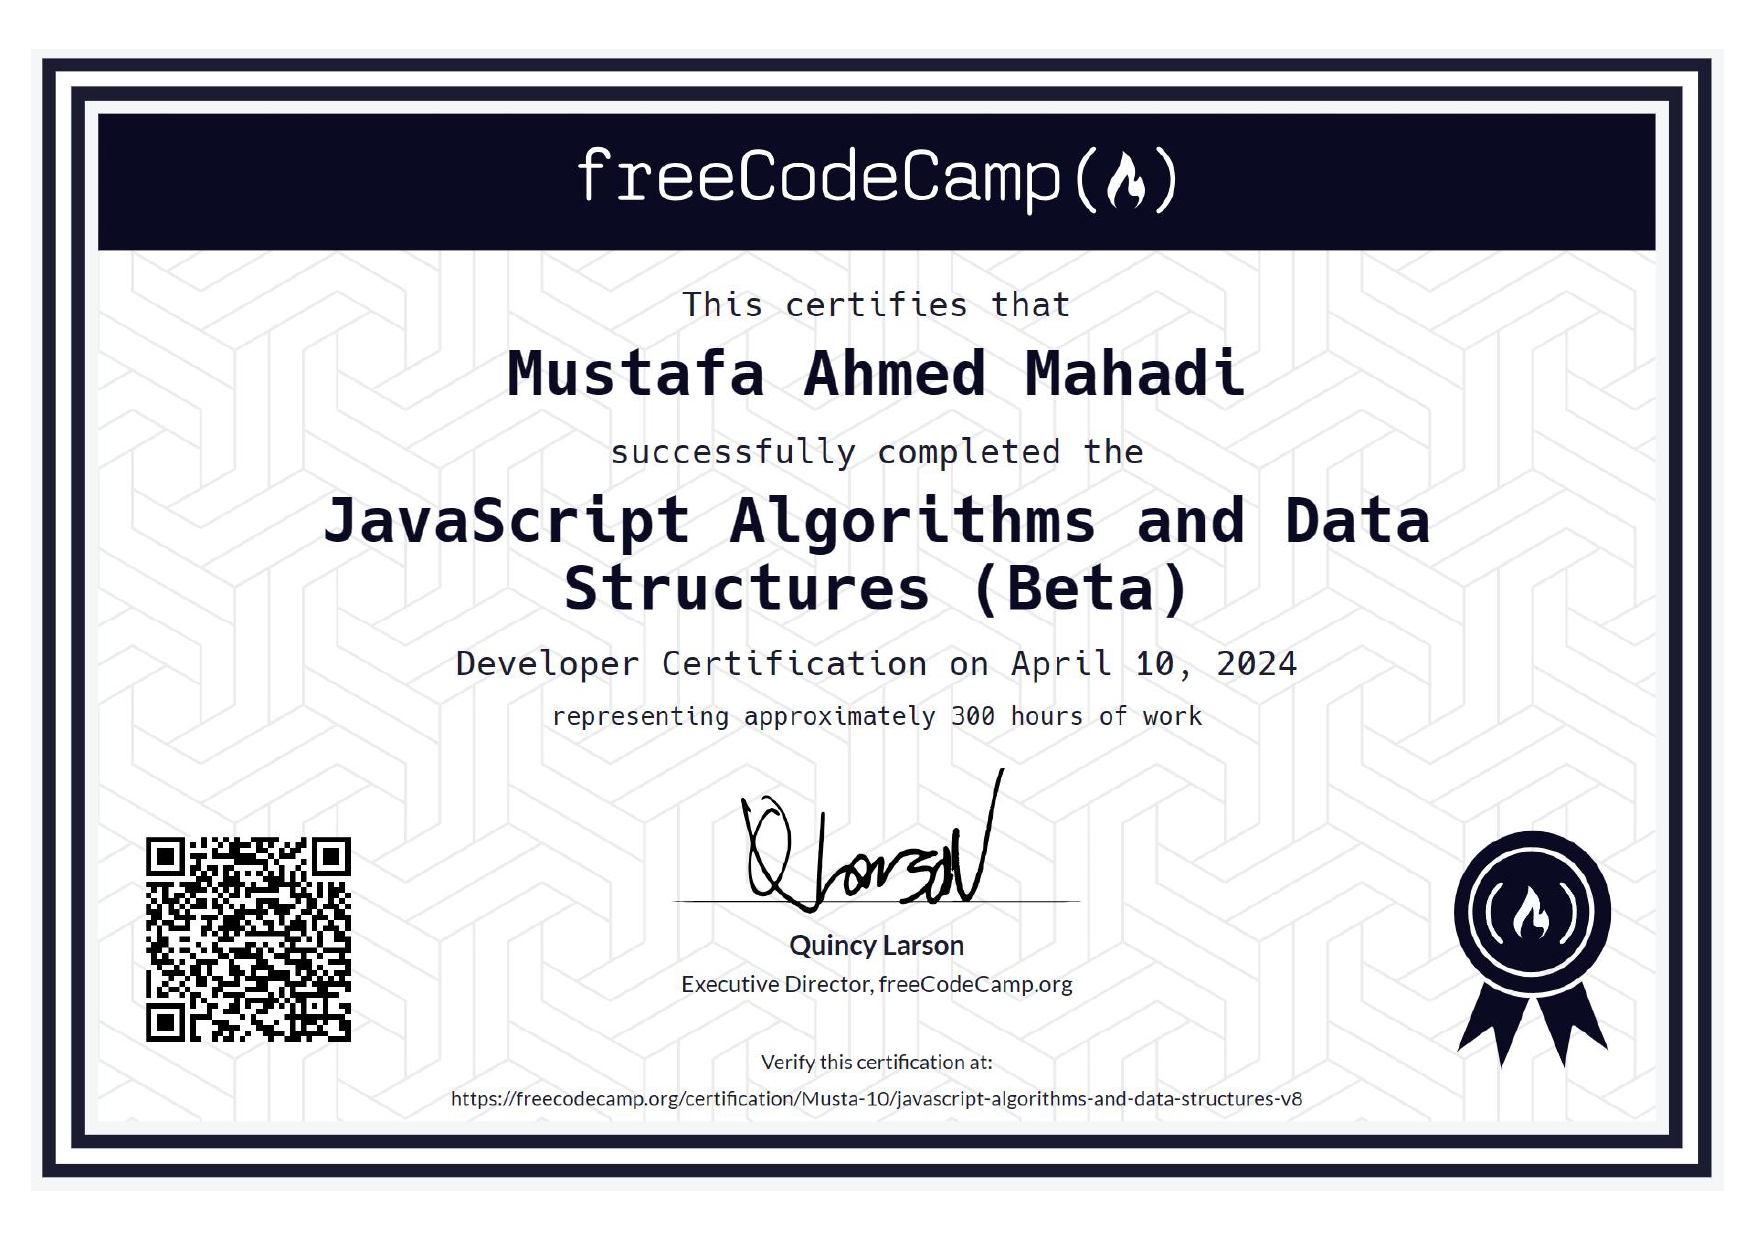 freeCodeCamp
This certifies that
Mustafa Ahmed Mahadi
successfully completed the
JavaScript Algorithms and Data
Structures (Beta)
Developer Certification on April 10, 2024
representing approximately 300 hours of work
Quincy Larson
Executive Director, freeCodeCamp.org
Verify this certification at:
https://freecodecamp.org/certification/Musta-10/javascript-algorithms-and-data-structures-v8